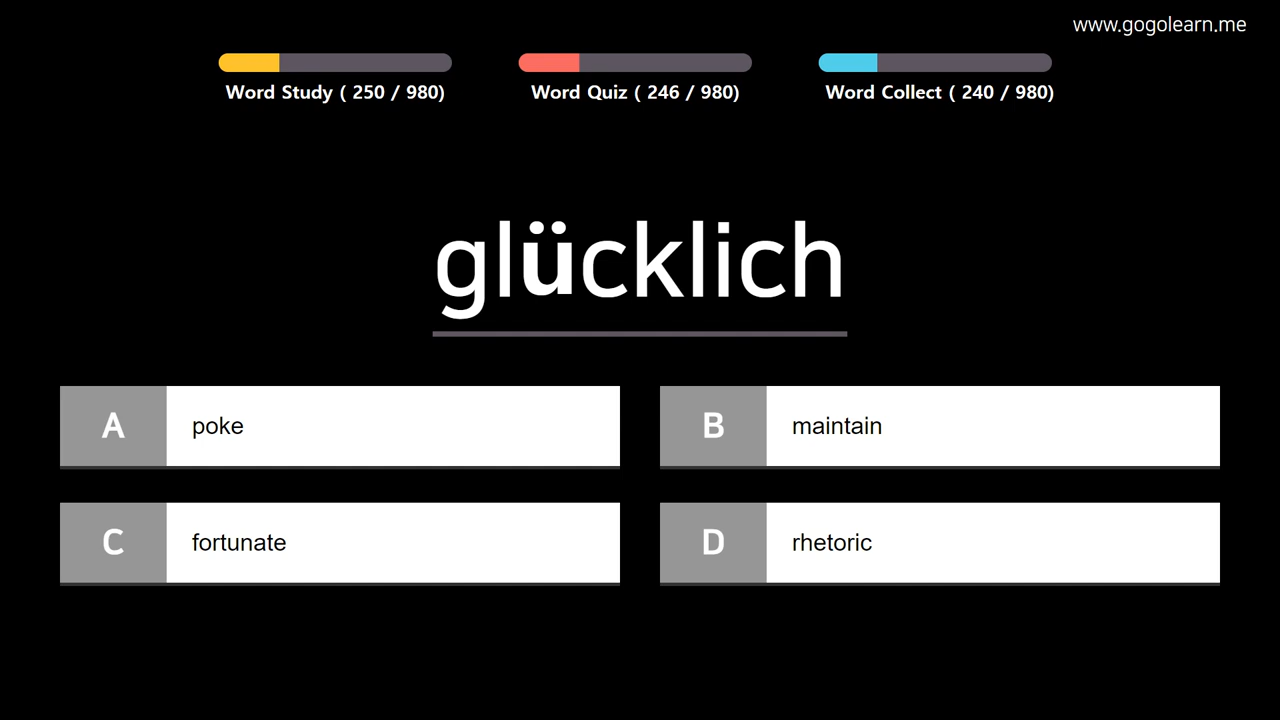 www.gogolearn.me
Word Study ( 250 / 980)
Word Quiz ( 246 / 980)
Word Collect ( 240 / 980)
glücklich
A poke
B maintain
C fortunate
D rhetoric